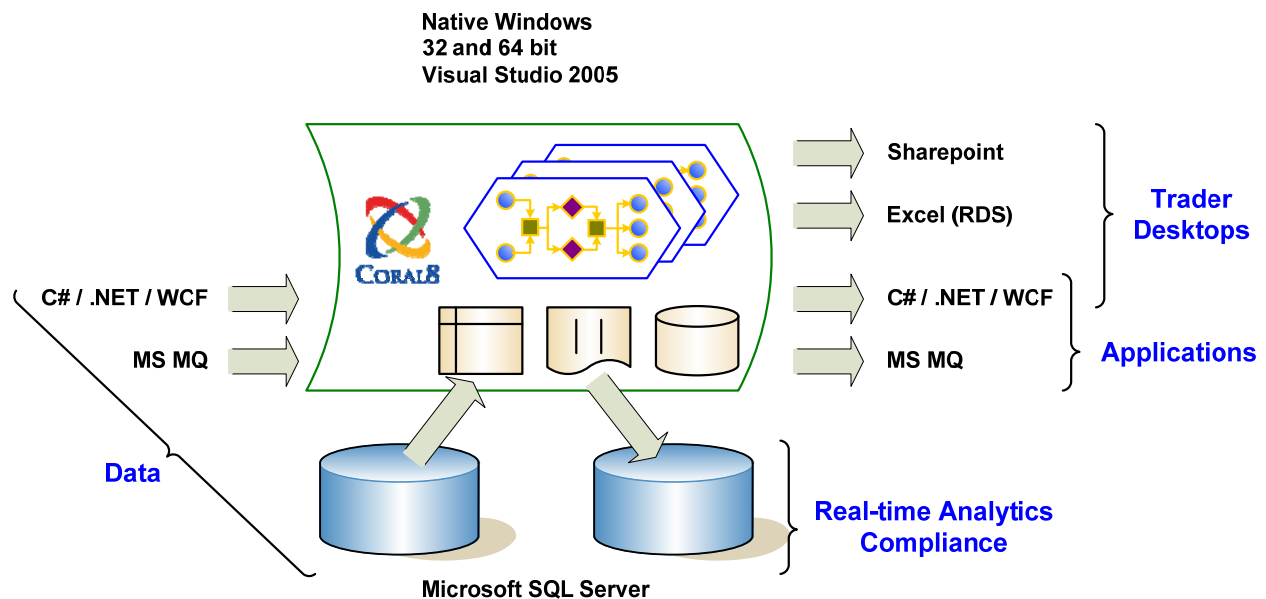 Native Windows
32 and 64 bit
Visual Studio 2005
Sharepoint
Excel (RDS)
Trader
Desktops
CORAL8
C# / .NET / WCF
MS MQ
C# / .NET / WCF
MS MQ
Applications
Data
Real-time Analytics
Compliance
Microsoft SQL Server